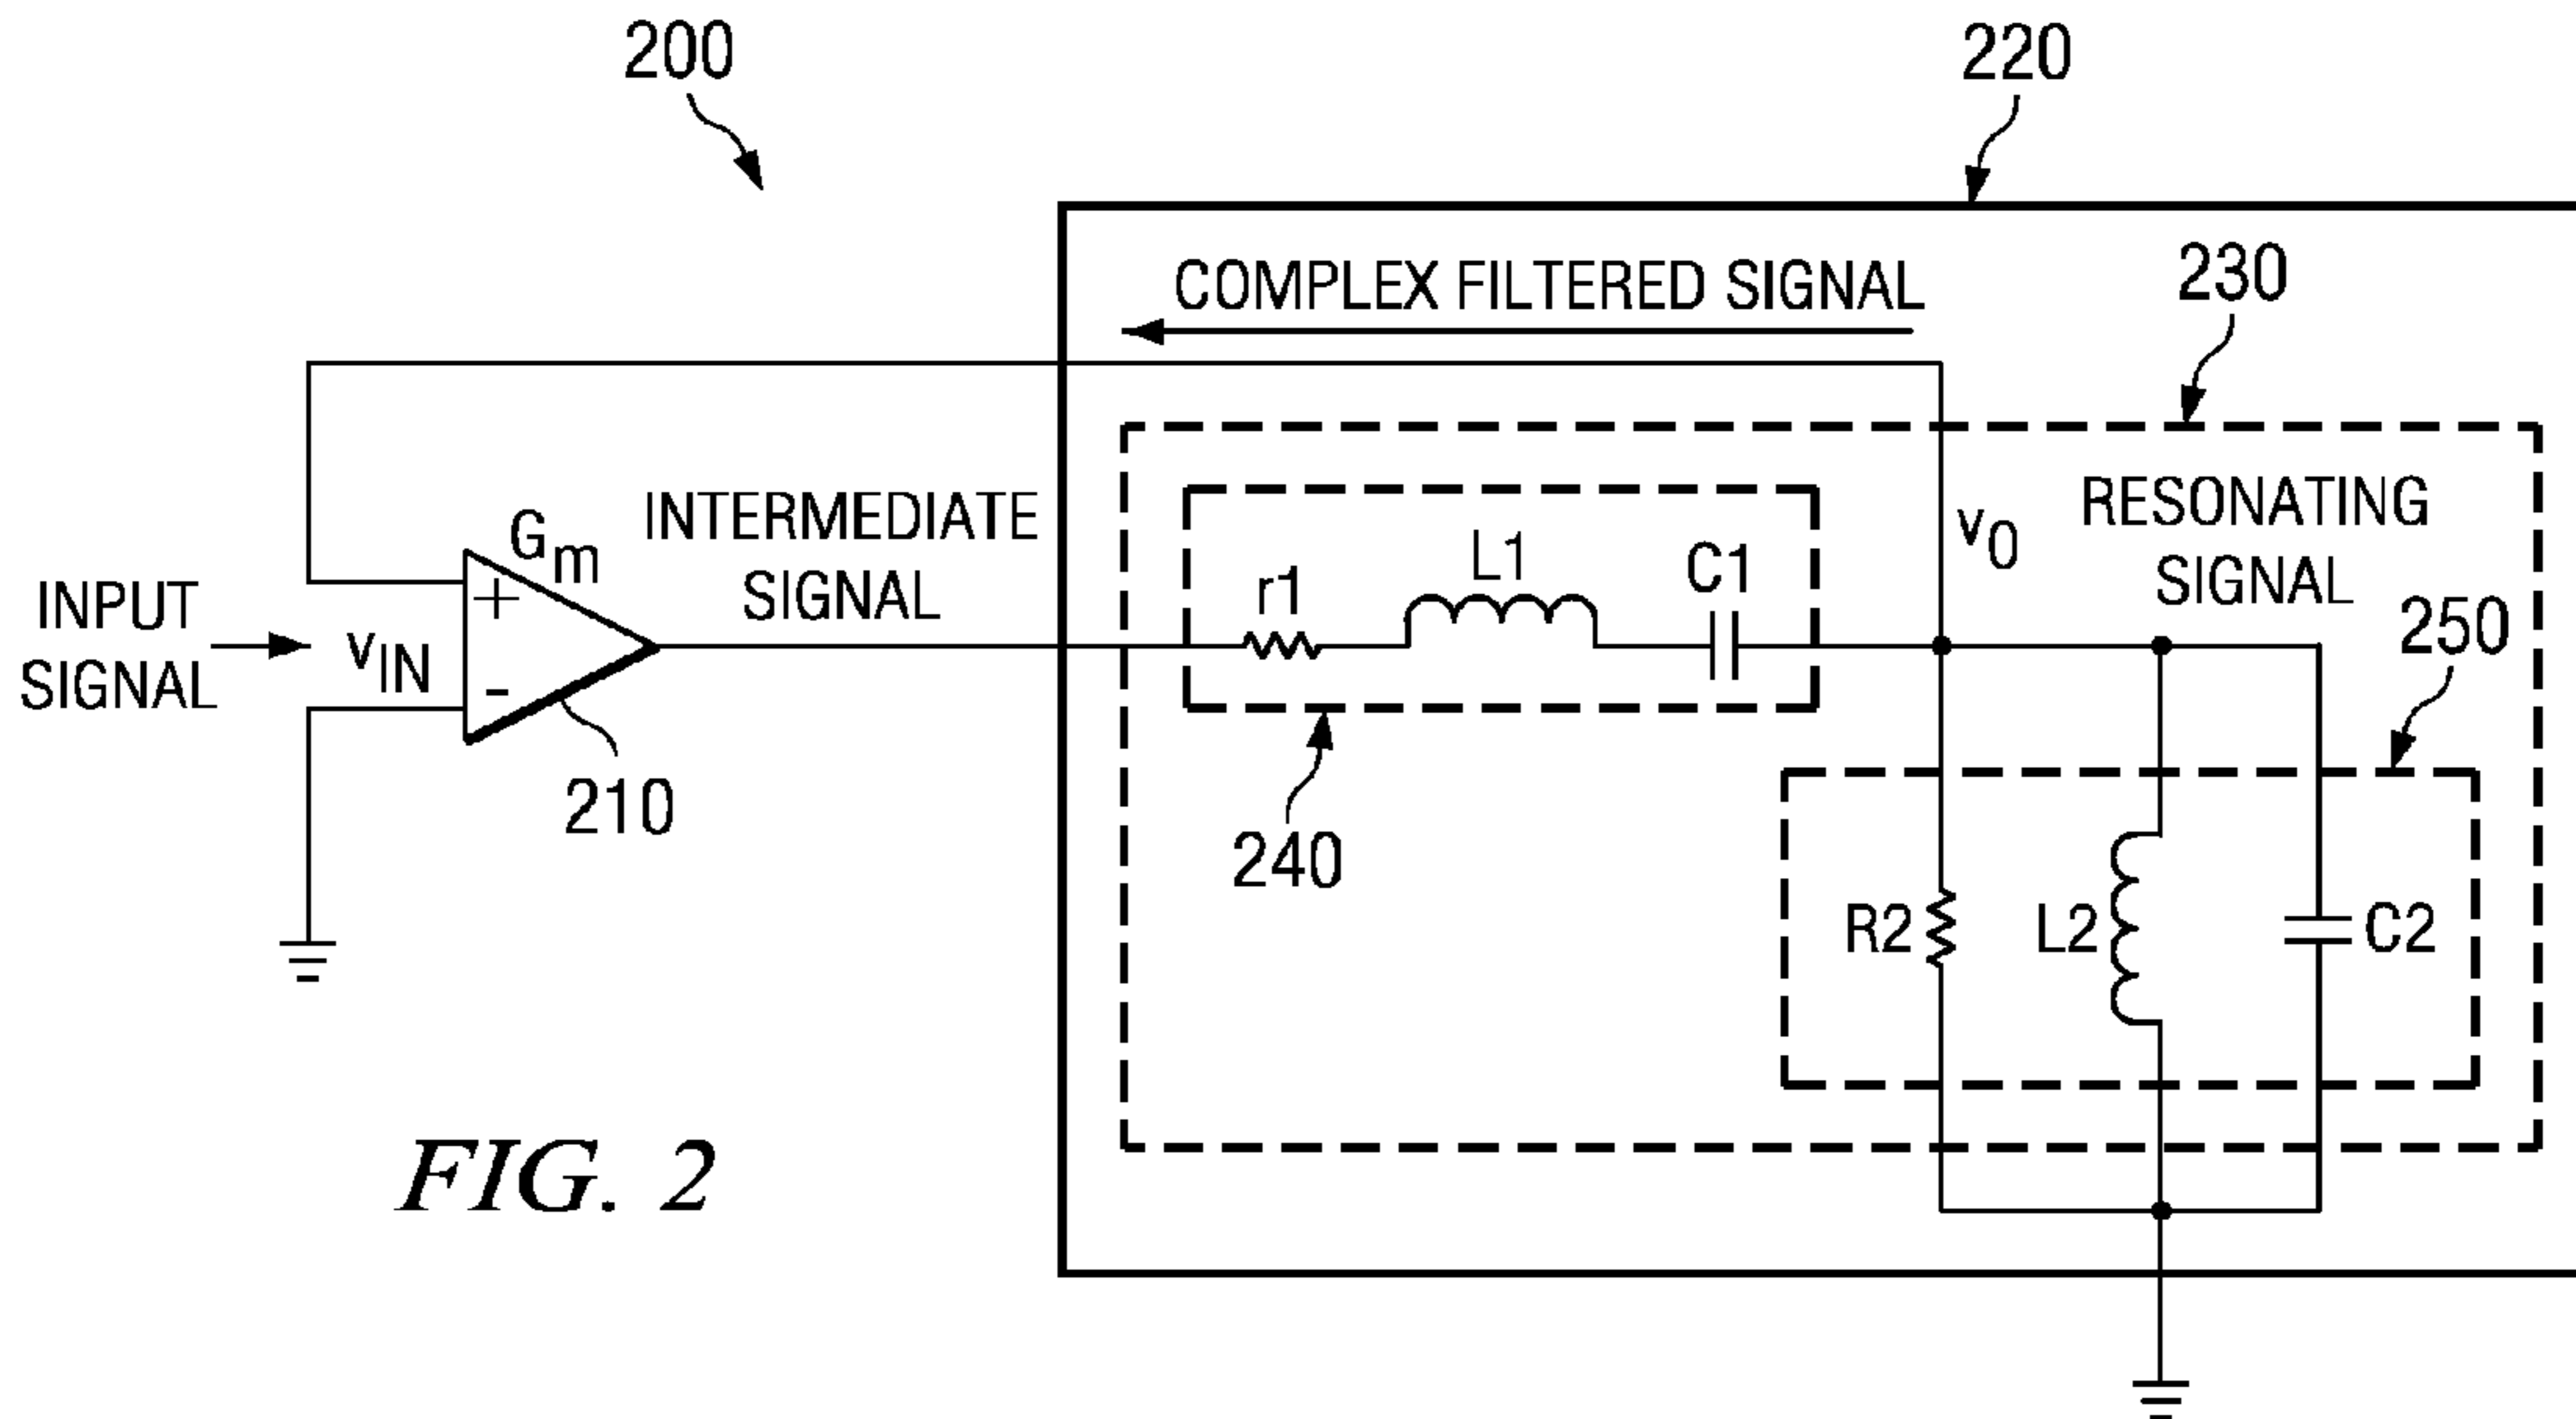 200
220
COMPLEX FILTERED SIGNAL
230
INPUT
SIGNAL
vIN
Gm
+
-
210
INTERMEDIATE
SIGNAL
r1
L1
C1
240
vO
RESONATING
SIGNAL
250
R2
L2
C2
FIG. 2